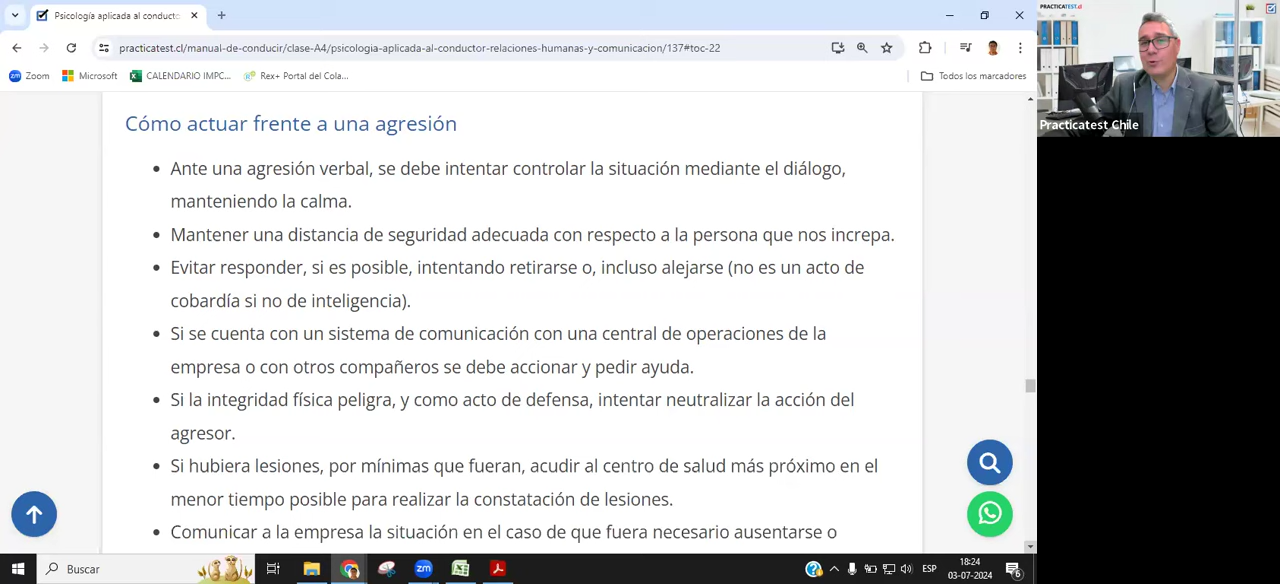 Psicología aplicada al conducto
practicatest.cl/manual-de-conducir/clase-A4/psicologia-aplicada-al-conductor-relaciones-humanas-y-comunicacion/137#toc-22
zm Zoom Microsoft CALENDARIO IMPC... Rex+ Portal del Cola... Todos los marcadores
PRACTICATEST.cl
Practicatest Chile
Cómo actuar frente a una agresión
• Ante una agresión verbal, se debe intentar controlar la situación mediante el diálogo,
manteniendo la calma.
• Mantener una distancia de seguridad adecuada con respecto a la persona que nos increpa.
• Evitar responder, si es posible, intentando retirarse o, incluso alejarse (no es un acto de
cobardía si no de inteligencia).
• Si se cuenta con un sistema de comunicación con una central de operaciones de la
empresa o con otros compañeros se debe accionar y pedir ayuda.
• Si la integridad física peligra, y como acto de defensa, intentar neutralizar la acción del
agresor.
• Si hubiera lesiones, por mínimas que fueran, acudir al centro de salud más próximo en el
menor tiempo posible para realizar la constatación de lesiones.
• Comunicar a la empresa la situación en el caso de que fuera necesario ausentarse o
Buscar
zm
ESP
18:24
03-07-2024
6